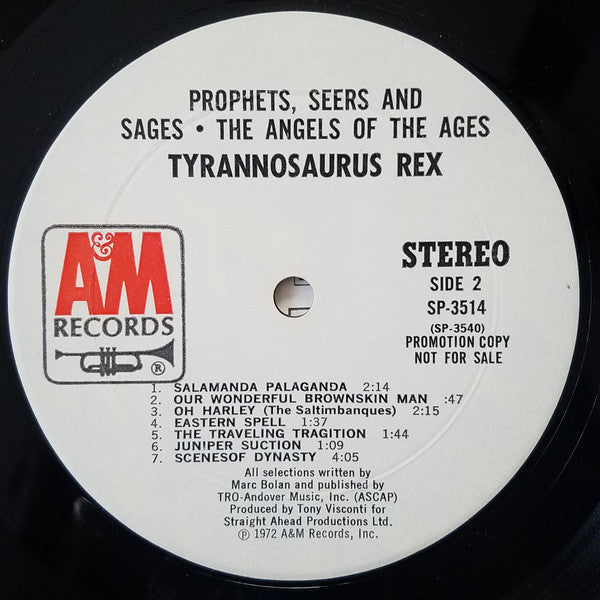 PROPHETS, SEERS AND
SAGES • THE ANGELS OF THE AGES
TYRANNOSAURUS REX
A&M
RECORDS
®
STEREO
SIDE 2
SP-3514
(SP-3540)
PROMOTION COPY
NOT FOR SALE
1. SALAMANDA PALAGANDA 2:14
2. OUR WONDERFUL BROWNSKIN MAN :47
3. OH HARLEY (The Saltimbanques) 2:15
4. EASTERN SPELL 1:37
5. THE TRAVELING TRAGITION 1:44
6. JUNIPER SUCTION 1:09
7. SCENESOF DYNASTY 4:05
All selections written by
Marc Bolan and published by
TRO-Andover Music, Inc. (ASCAP)
Produced by Tony Visconti for
Straight Ahead Productions Ltd.
℗ 1972 A&M Records, Inc.